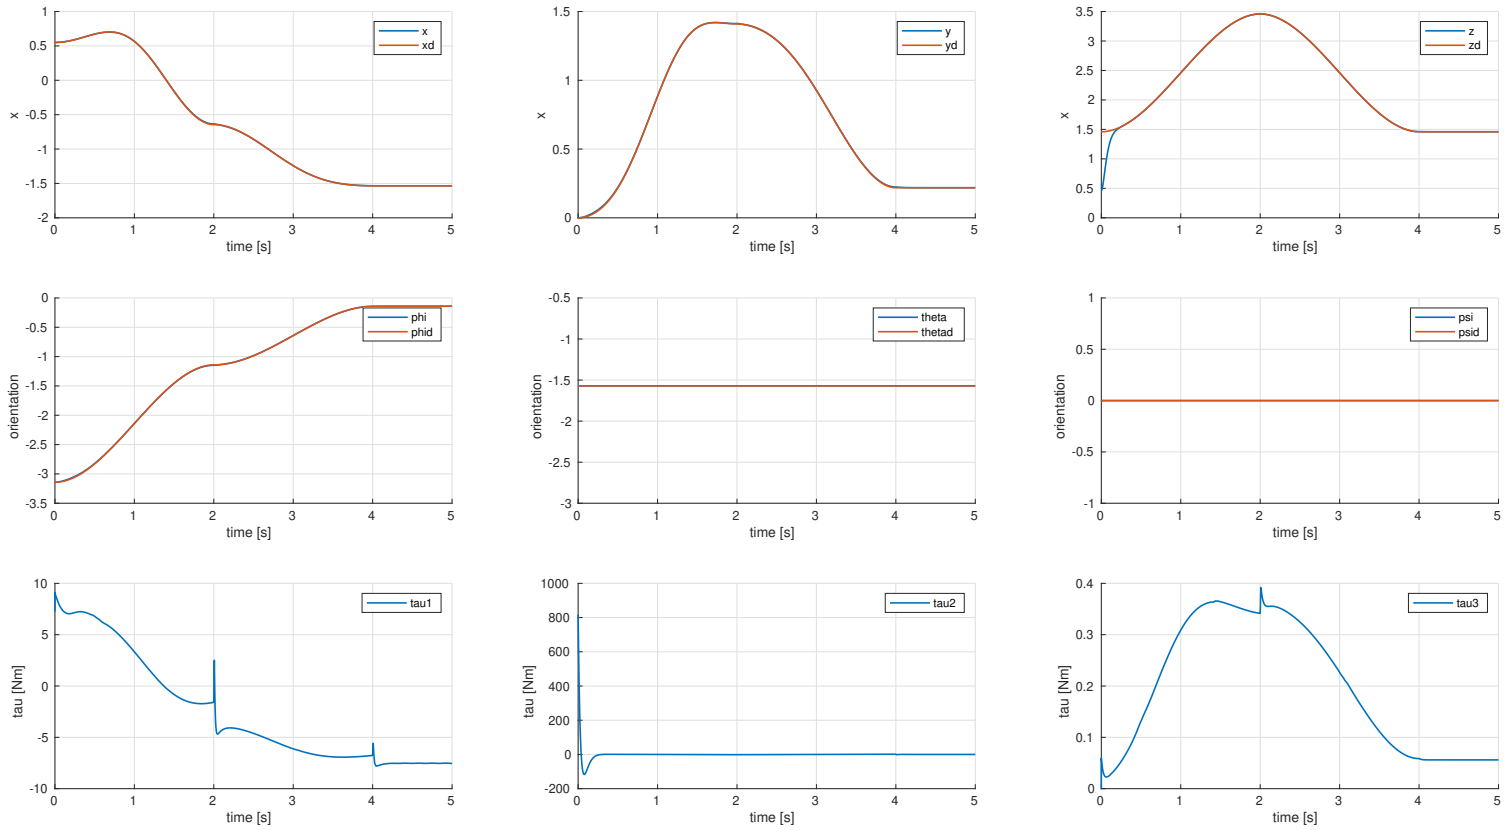 1
0.5
0
-0.5
-1
-1.5
-2
x
x
xd
0 1 2 3 4 5
time [s]
1.5
1
0.5
0
x
y
yd
0 1 2 3 4 5
time [s]
3.5
3
2.5
2
1.5
1
0.5
0
x
z
zd
0 1 2 3 4 5
time [s]
0
-0.5
-1
-1.5
-2
-2.5
-3
-3.5
orientation
phi
phid
0 1 2 3 4 5
time [s]
-0.5
-1
-1.5
-2
-2.5
-3
orientation
theta
thetad
0 1 2 3 4 5
time [s]
1
0.5
0
-0.5
-1
orientation
psi
psid
0 1 2 3 4 5
time [s]
10
5
0
-5
-10
tau [Nm]
tau1
0 1 2 3 4 5
time [s]
1000
800
600
400
200
0
-200
tau [Nm]
tau2
0 1 2 3 4 5
time [s]
0.4
0.3
0.2
0.1
0
tau [Nm]
tau3
0 1 2 3 4 5
time [s]